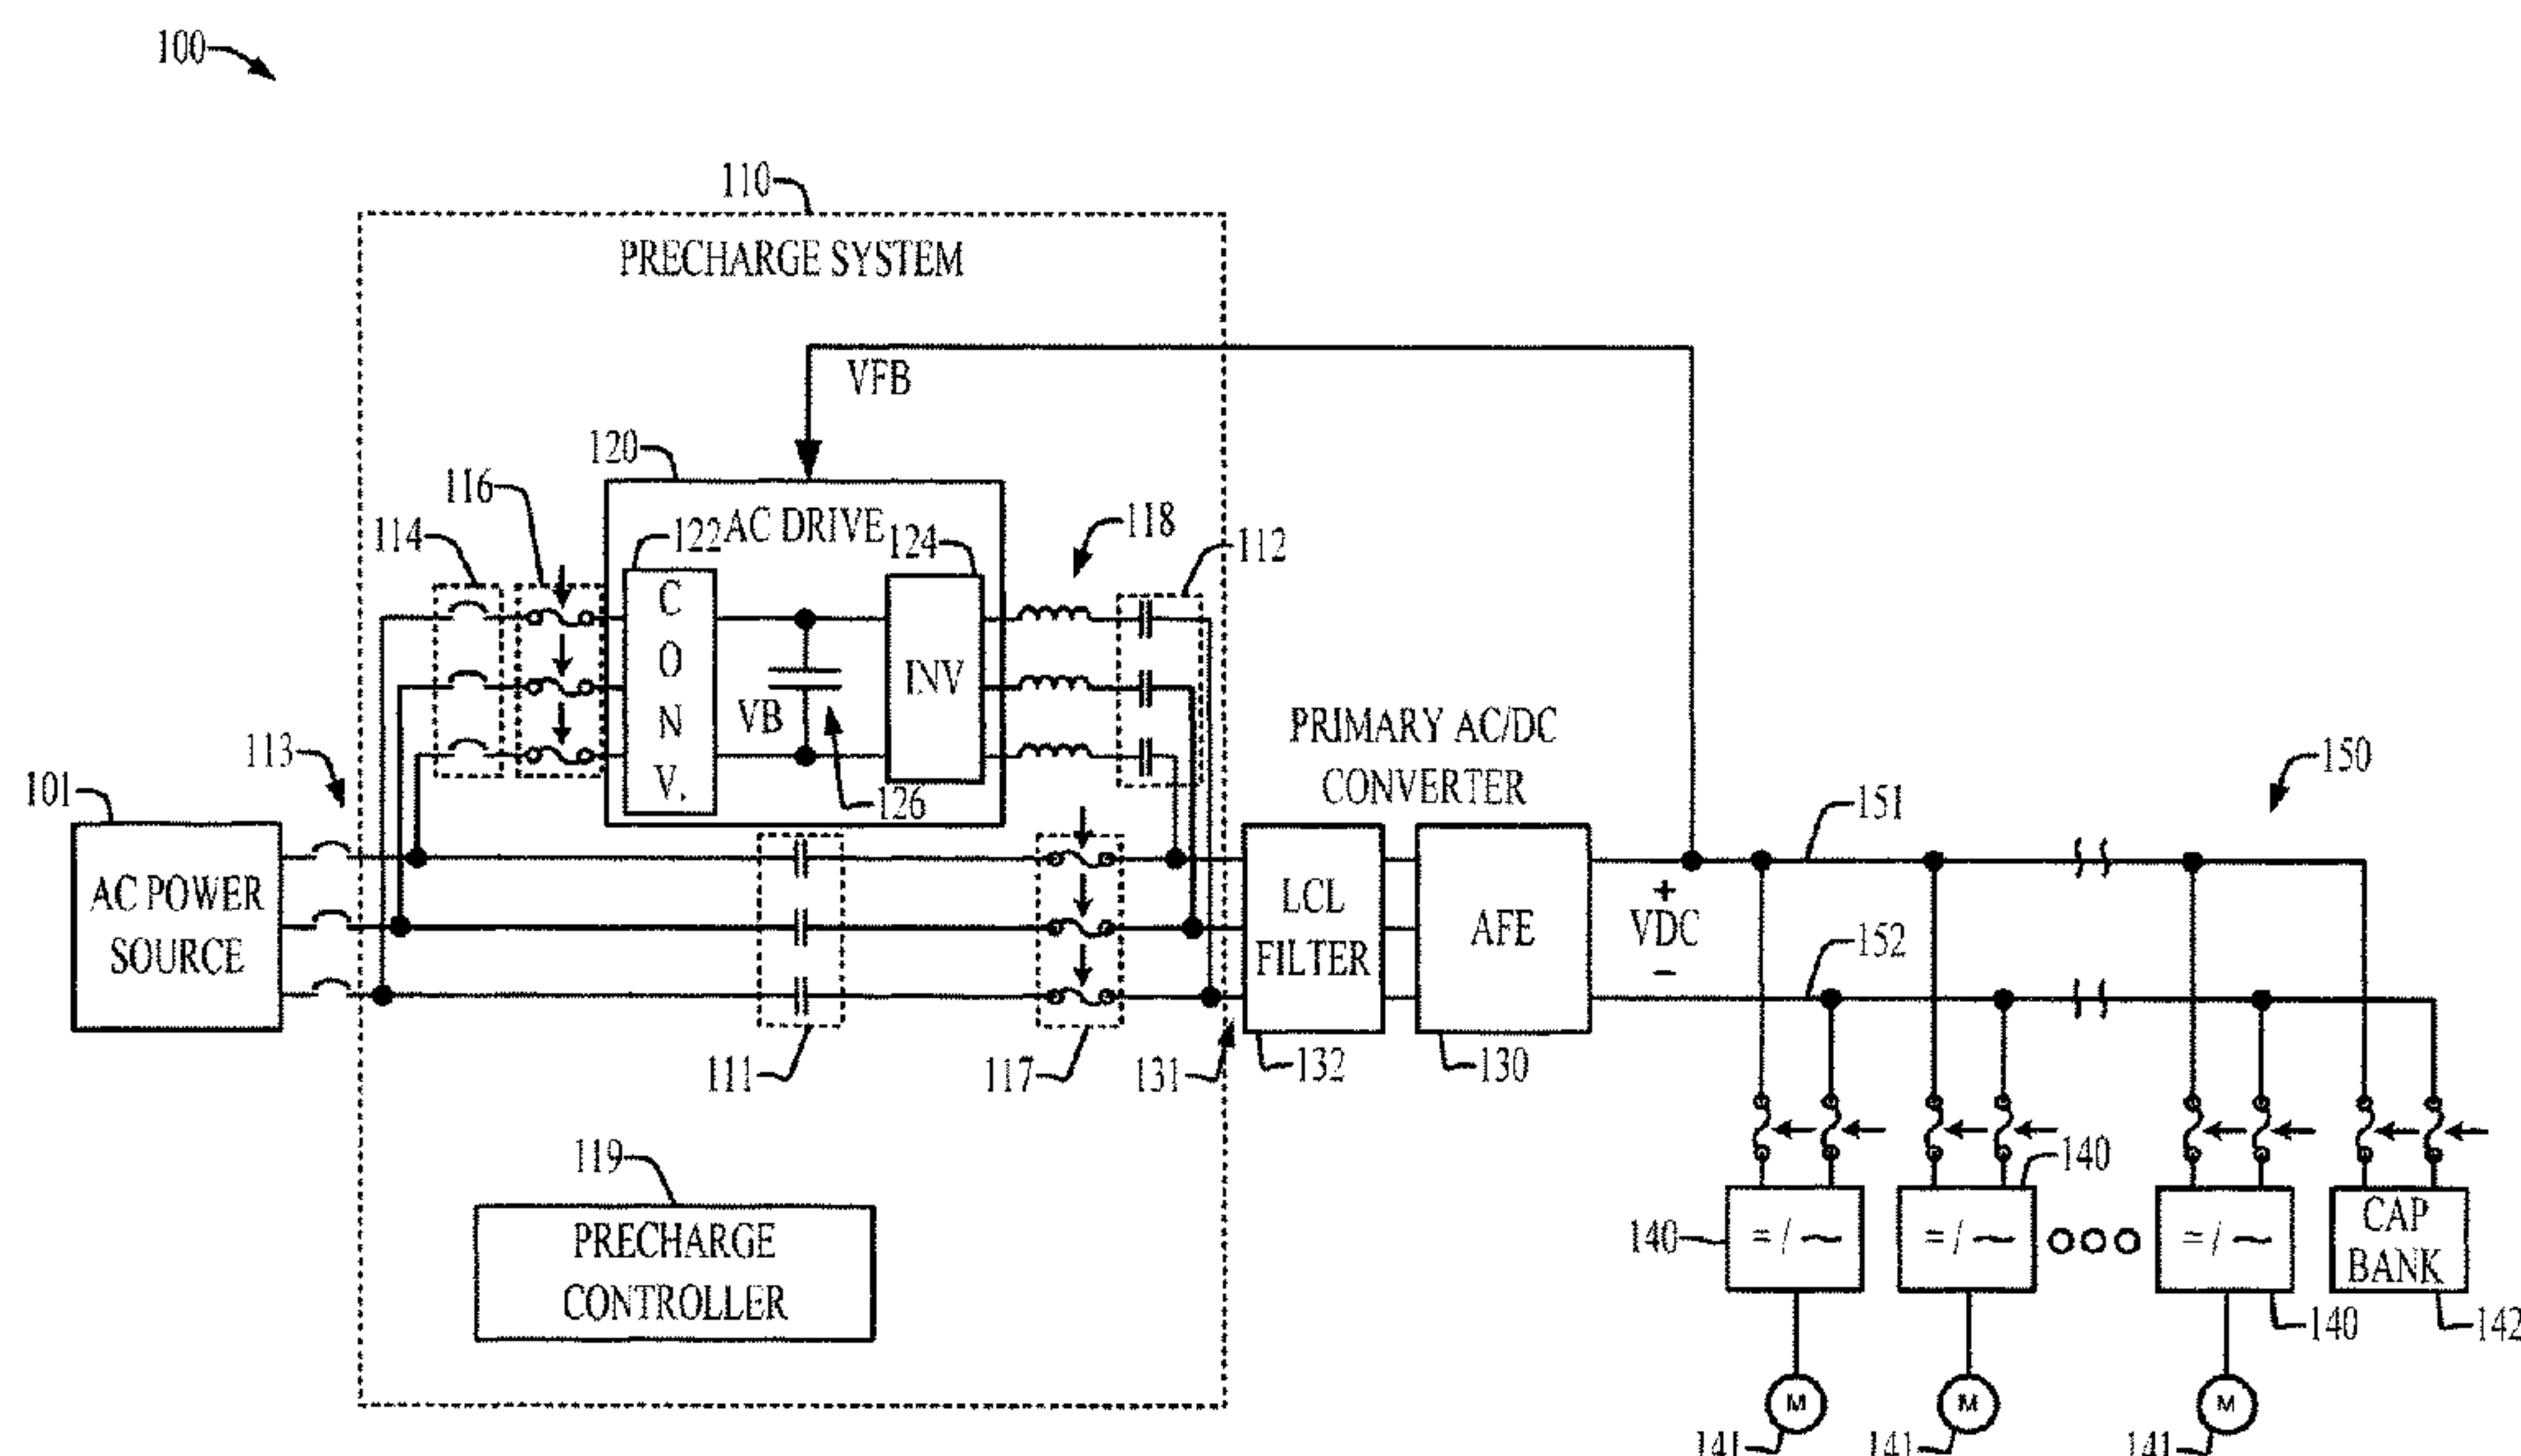 100
110
PRECHARGE SYSTEM
VFB
120
116
114
122
AC DRIVE
124
118
112
C
O
N
V.
INV
VB
126
113
101
AC POWER
SOURCE
PRIMARY AC/DC
CONVERTER
150
151
LCL
FILTER
AFE
+
VDC
−
152
111
117
131
132
130
119
PRECHARGE
CONTROLLER
140
= / ~
140
= / ~
= / ~
140
CAP
BANK
142
M
M
M
141
141
141